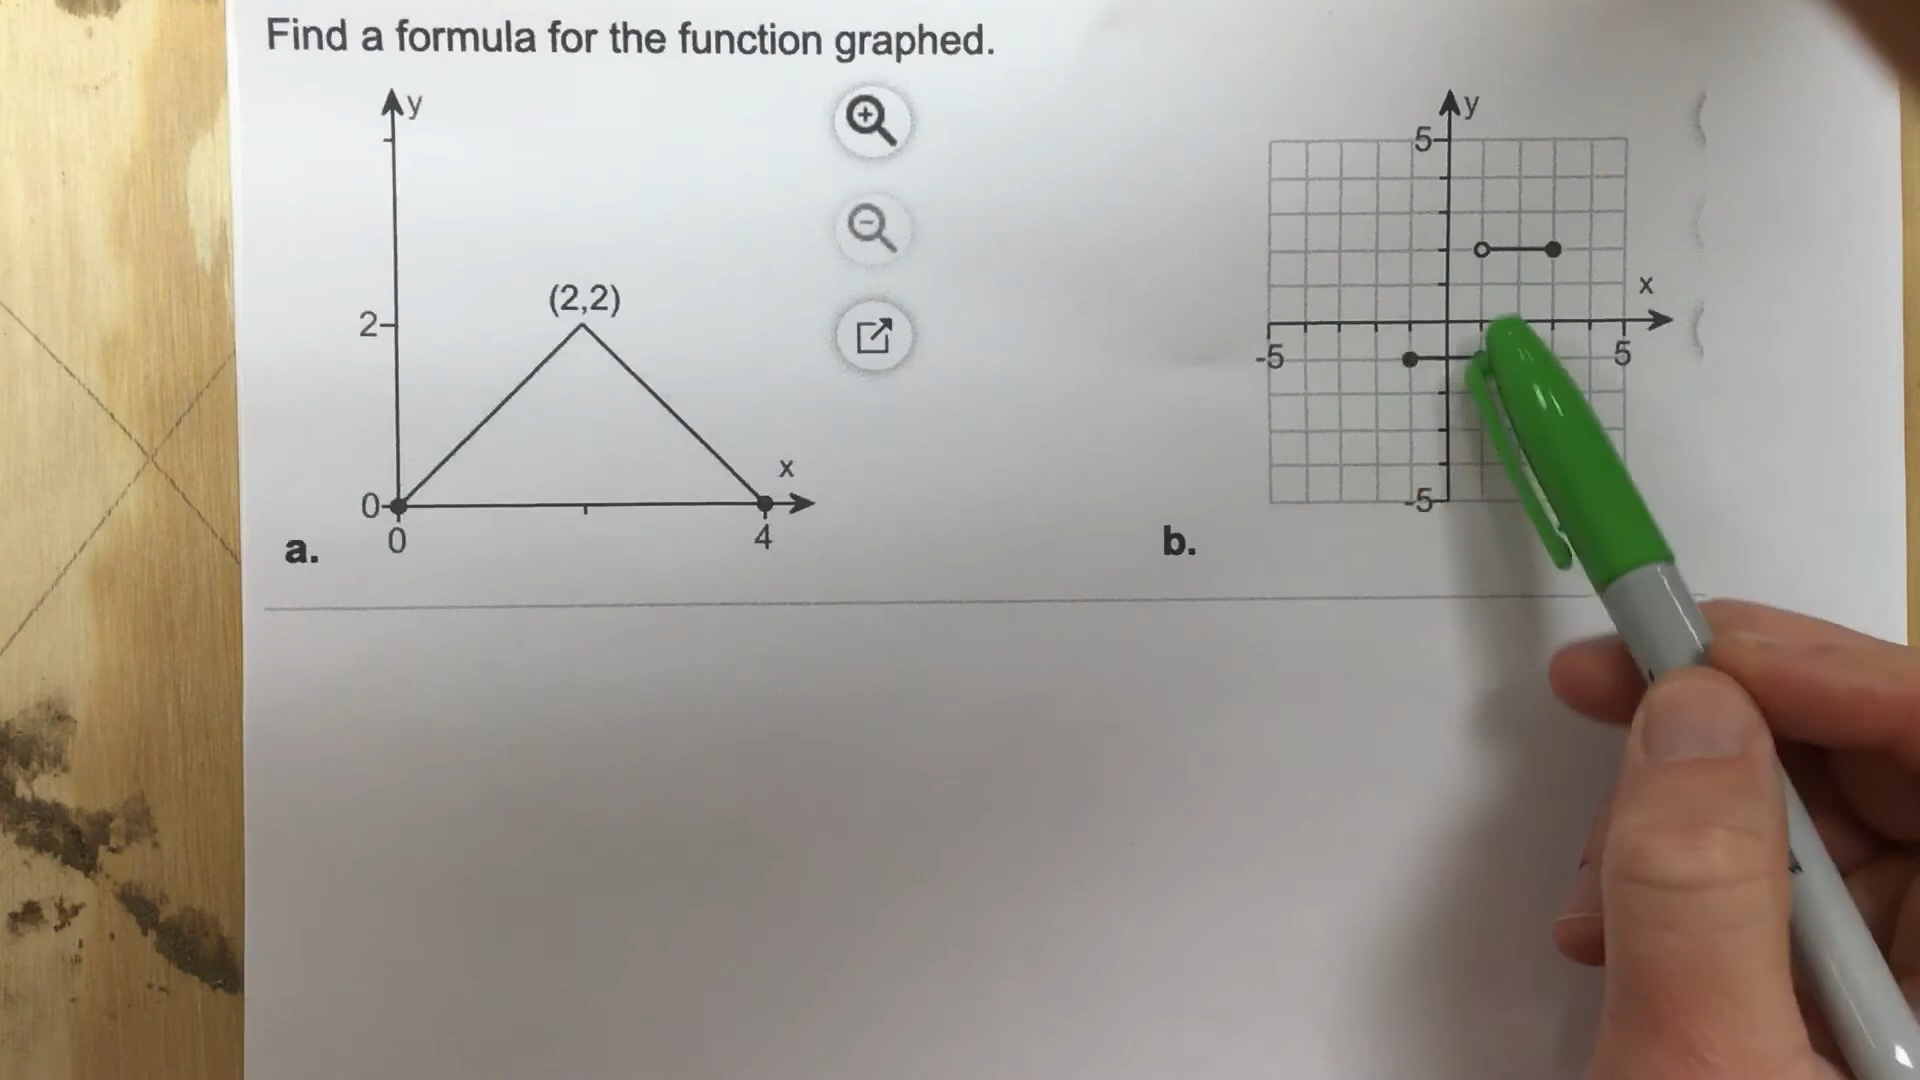 Find a formula for the function graphed.
y
(2,2)
2
x
0
a.
0
4
y
5
x
-5
5
-5
b.